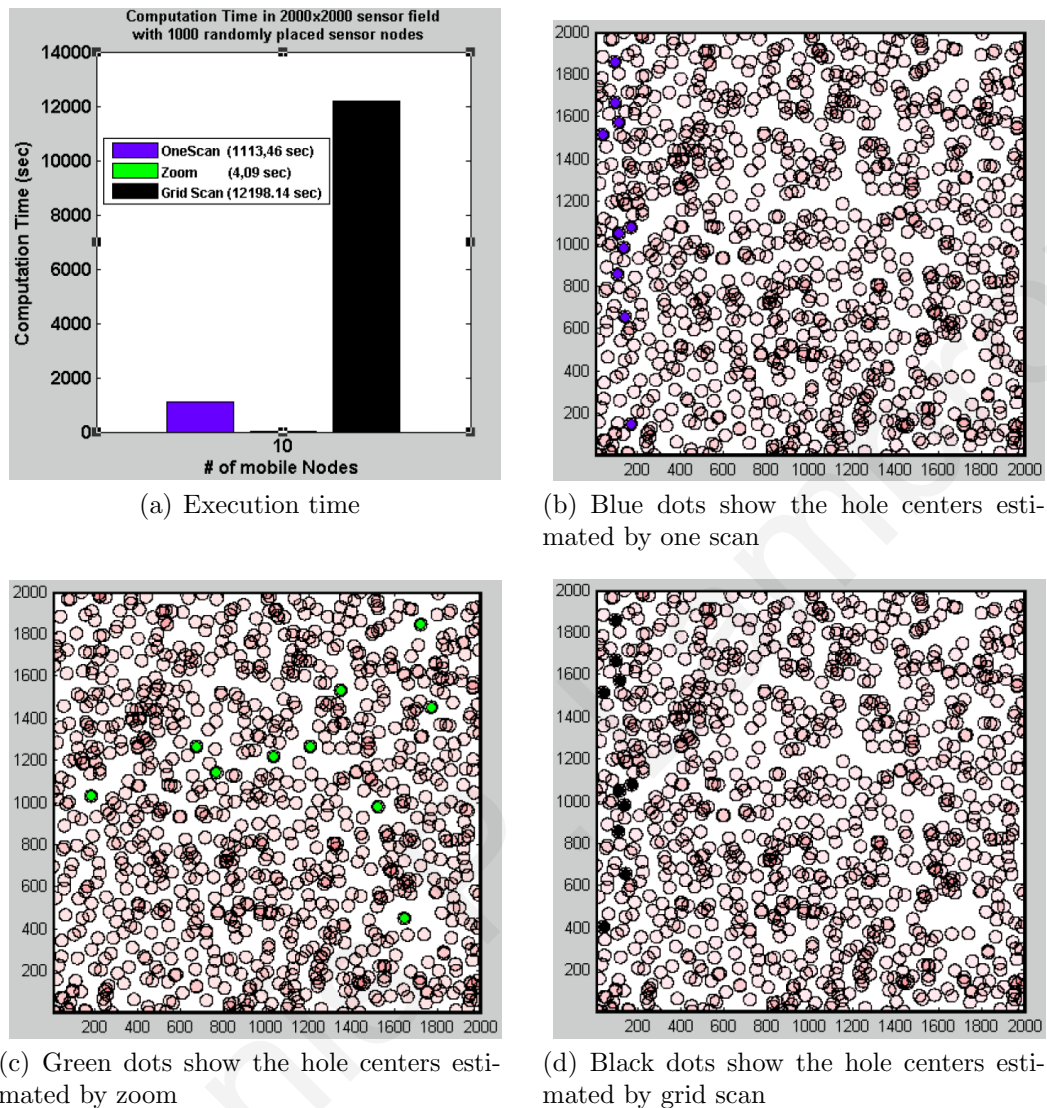 Computation Time in 2000x2000 sensor field
with 1000 randomly placed sensor nodes
14000
12000
10000
8000
6000
4000
2000
0
Computation Time (sec)
OneScan (1113,46 sec)
Zoom (4,09 sec)
Grid Scan (12198.14 sec)
10
# of mobile Nodes
(a) Execution time
2000
1800
1600
1400
1200
1000
800
600
400
200
200 400 600 800 1000 1200 1400 1600 1800 2000
(b) Blue dots show the hole centers esti-
mated by one scan
2000
1800
1600
1400
1200
1000
800
600
400
200
200 400 600 800 1000 1200 1400 1600 1800 2000
(c) Green dots show the hole centers esti-
mated by zoom
2000
1800
1600
1400
1200
1000
800
600
400
200
200 400 600 800 1000 1200 1400 1600 1800 2000
(d) Black dots show the hole centers esti-
mated by grid scan